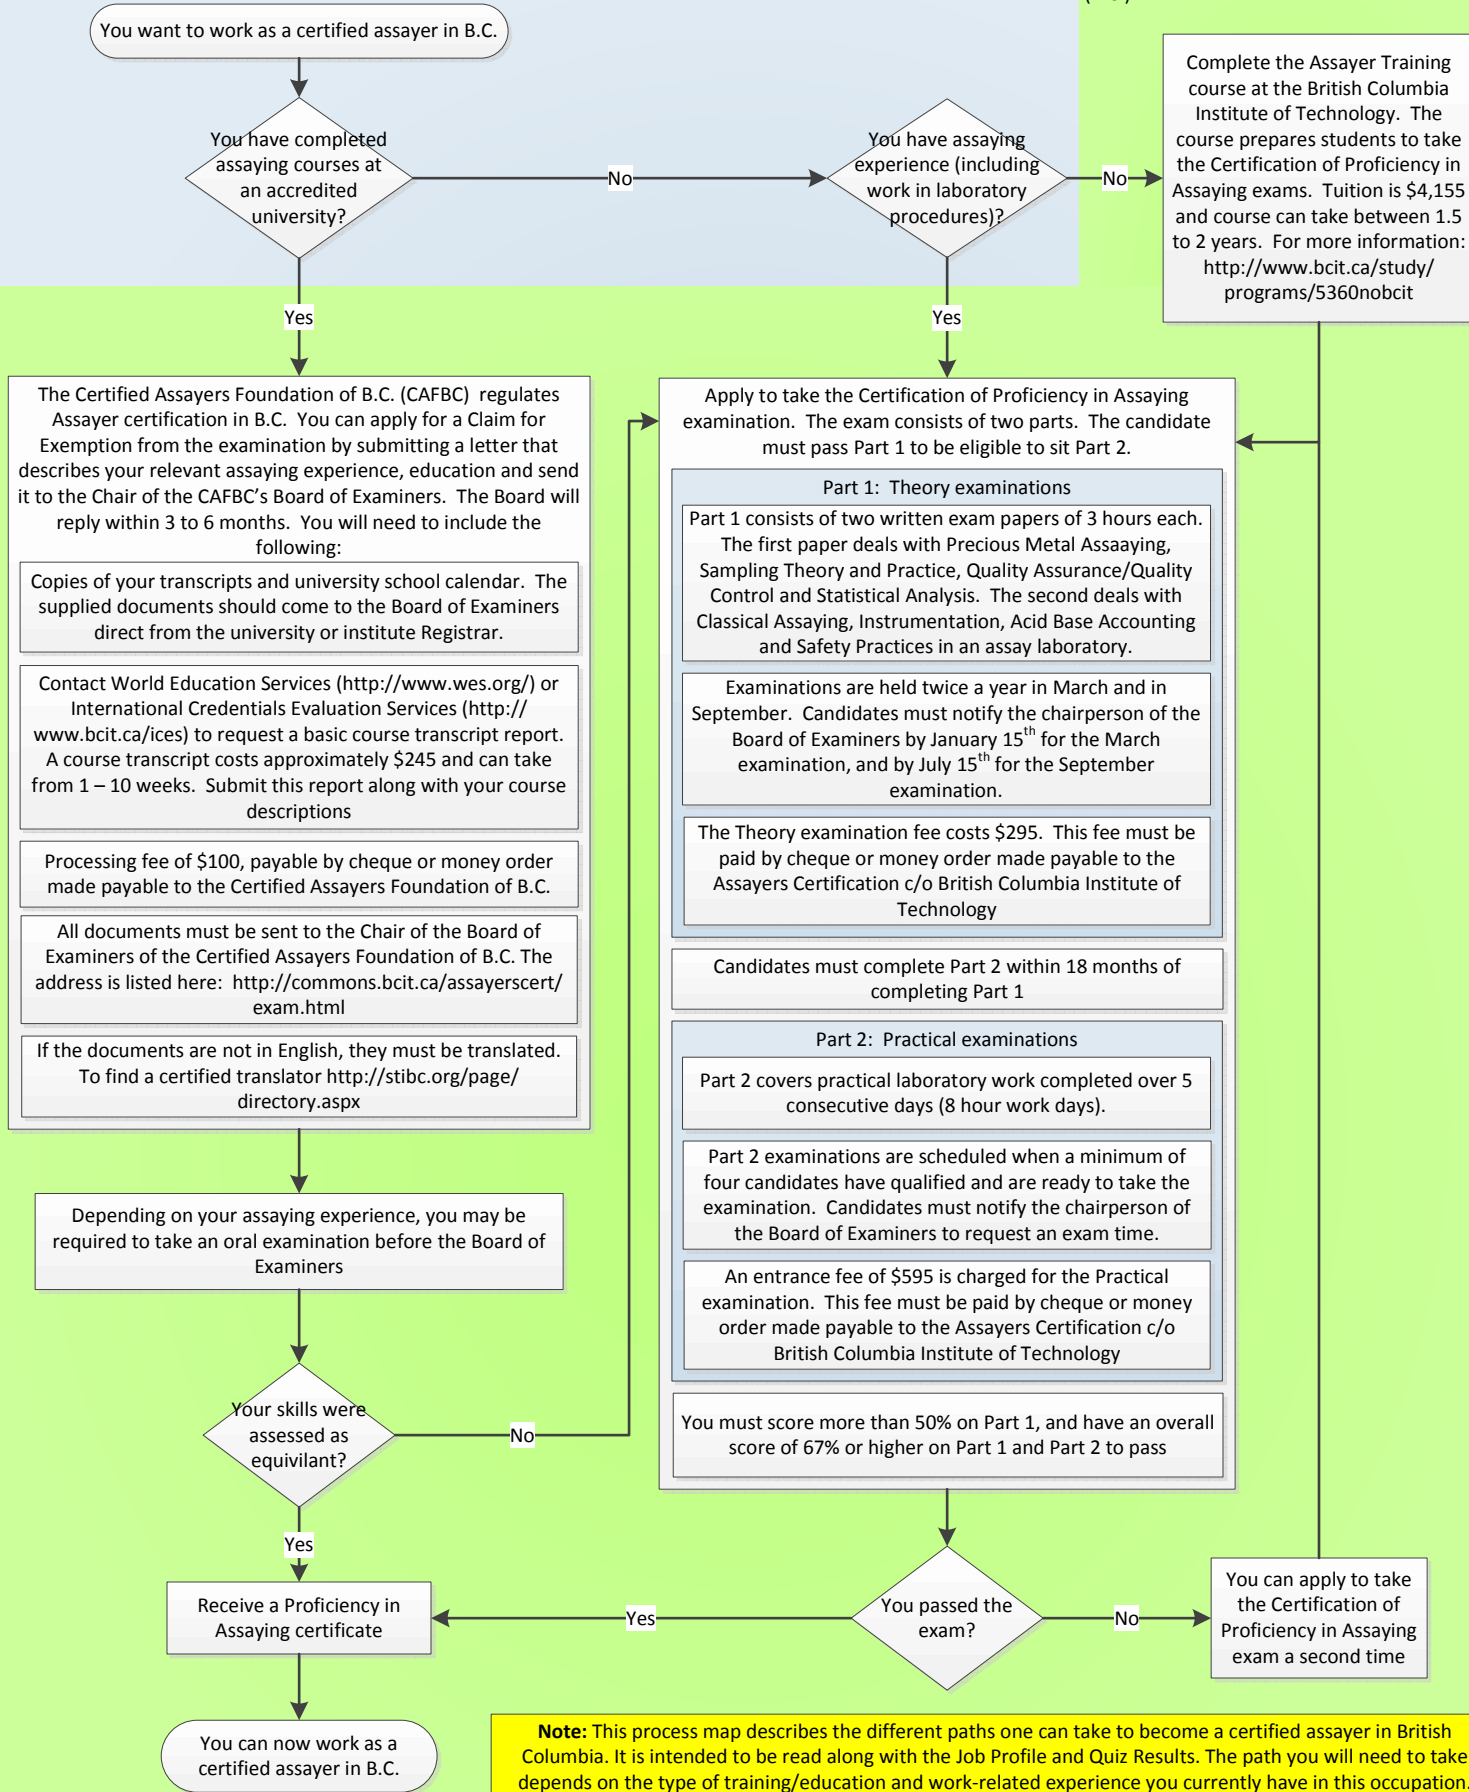 You want to work as a certified assayer in B.C.
You have completed
assaying courses at
an accredited
university?
No
You have assaying
experience (including
work in laboratory
procedures)?
No
Complete the Assayer Training
course at the British Columbia
Institute of Technology. The
course prepares students to take
the Certification of Proficiency in
Assaying exams. Tuition is $4,155
and course can take between 1.5
to 2 years. For more information:
http://www.bcit.ca/study/
programs/5360nobcit
Yes
Yes
The Certified Assayers Foundation of B.C. (CAFBC) regulates
Assayer certification in B.C. You can apply for a Claim for
Exemption from the examination by submitting a letter that
describes your relevant assaying experience, education and send
it to the Chair of the CAFBC's Board of Examiners. The Board will
reply within 3 to 6 months. You will need to include the
following:
Copies of your transcripts and university school calendar. The
supplied documents should come to the Board of Examiners
direct from the university or institute Registrar.
Contact World Education Services (http://www.wes.org/) or
International Credentials Evaluation Services (http://
www.bcit.ca/ices) to request a basic course transcript report.
A course transcript costs approximately $245 and can take
from 1 – 10 weeks. Submit this report along with your course
descriptions
Processing fee of $100, payable by cheque or money order
made payable to the Certified Assayers Foundation of B.C.
All documents must be sent to the Chair of the Board of
Examiners of the Certified Assayers Foundation of B.C. The
address is listed here: http://commons.bcit.ca/assayerscert/
exam.html
If the documents are not in English, they must be translated.
To find a certified translator http://stibc.org/page/
directory.aspx
Apply to take the Certification of Proficiency in Assaying
examination. The exam consists of two parts. The candidate
must pass Part 1 to be eligible to sit Part 2.
Part 1: Theory examinations
Part 1 consists of two written exam papers of 3 hours each.
The first paper deals with Precious Metal Assaaying,
Sampling Theory and Practice, Quality Assurance/Quality
Control and Statistical Analysis. The second deals with
Classical Assaying, Instrumentation, Acid Base Accounting
and Safety Practices in an assay laboratory.
Examinations are held twice a year in March and in
September. Candidates must notify the chairperson of the
Board of Examiners by January 15th for the March
examination, and by July 15th for the September
examination.
The Theory examination fee costs $295. This fee must be
paid by cheque or money order made payable to the
Assayers Certification c/o British Columbia Institute of
Technology
Candidates must complete Part 2 within 18 months of
completing Part 1
Part 2: Practical examinations
Part 2 covers practical laboratory work completed over 5
consecutive days (8 hour work days).
Part 2 examinations are scheduled when a minimum of
four candidates have qualified and are ready to take the
examination. Candidates must notify the chairperson of
the Board of Examiners to request an exam time.
An entrance fee of $595 is charged for the Practical
examination. This fee must be paid by cheque or money
order made payable to the Assayers Certification c/o
British Columbia Institute of Technology
You must score more than 50% on Part 1, and have an overall
score of 67% or higher on Part 1 and Part 2 to pass
Depending on your assaying experience, you may be
required to take an oral examination before the Board of
Examiners
Your skills were
assessed as
equivilant?
No
Yes
Receive a Proficiency in
Assaying certificate
Yes
You passed the
exam?
No
You can apply to take
the Certification of
Proficiency in Assaying
exam a second time
You can now work as a
certified assayer in B.C.
Note: This process map describes the different paths one can take to become a certified assayer in British
Columbia. It is intended to be read along with the Job Profile and Quiz Results. The path you will need to take
depends on the type of training/education and work-related experience you currently have in this occupation.